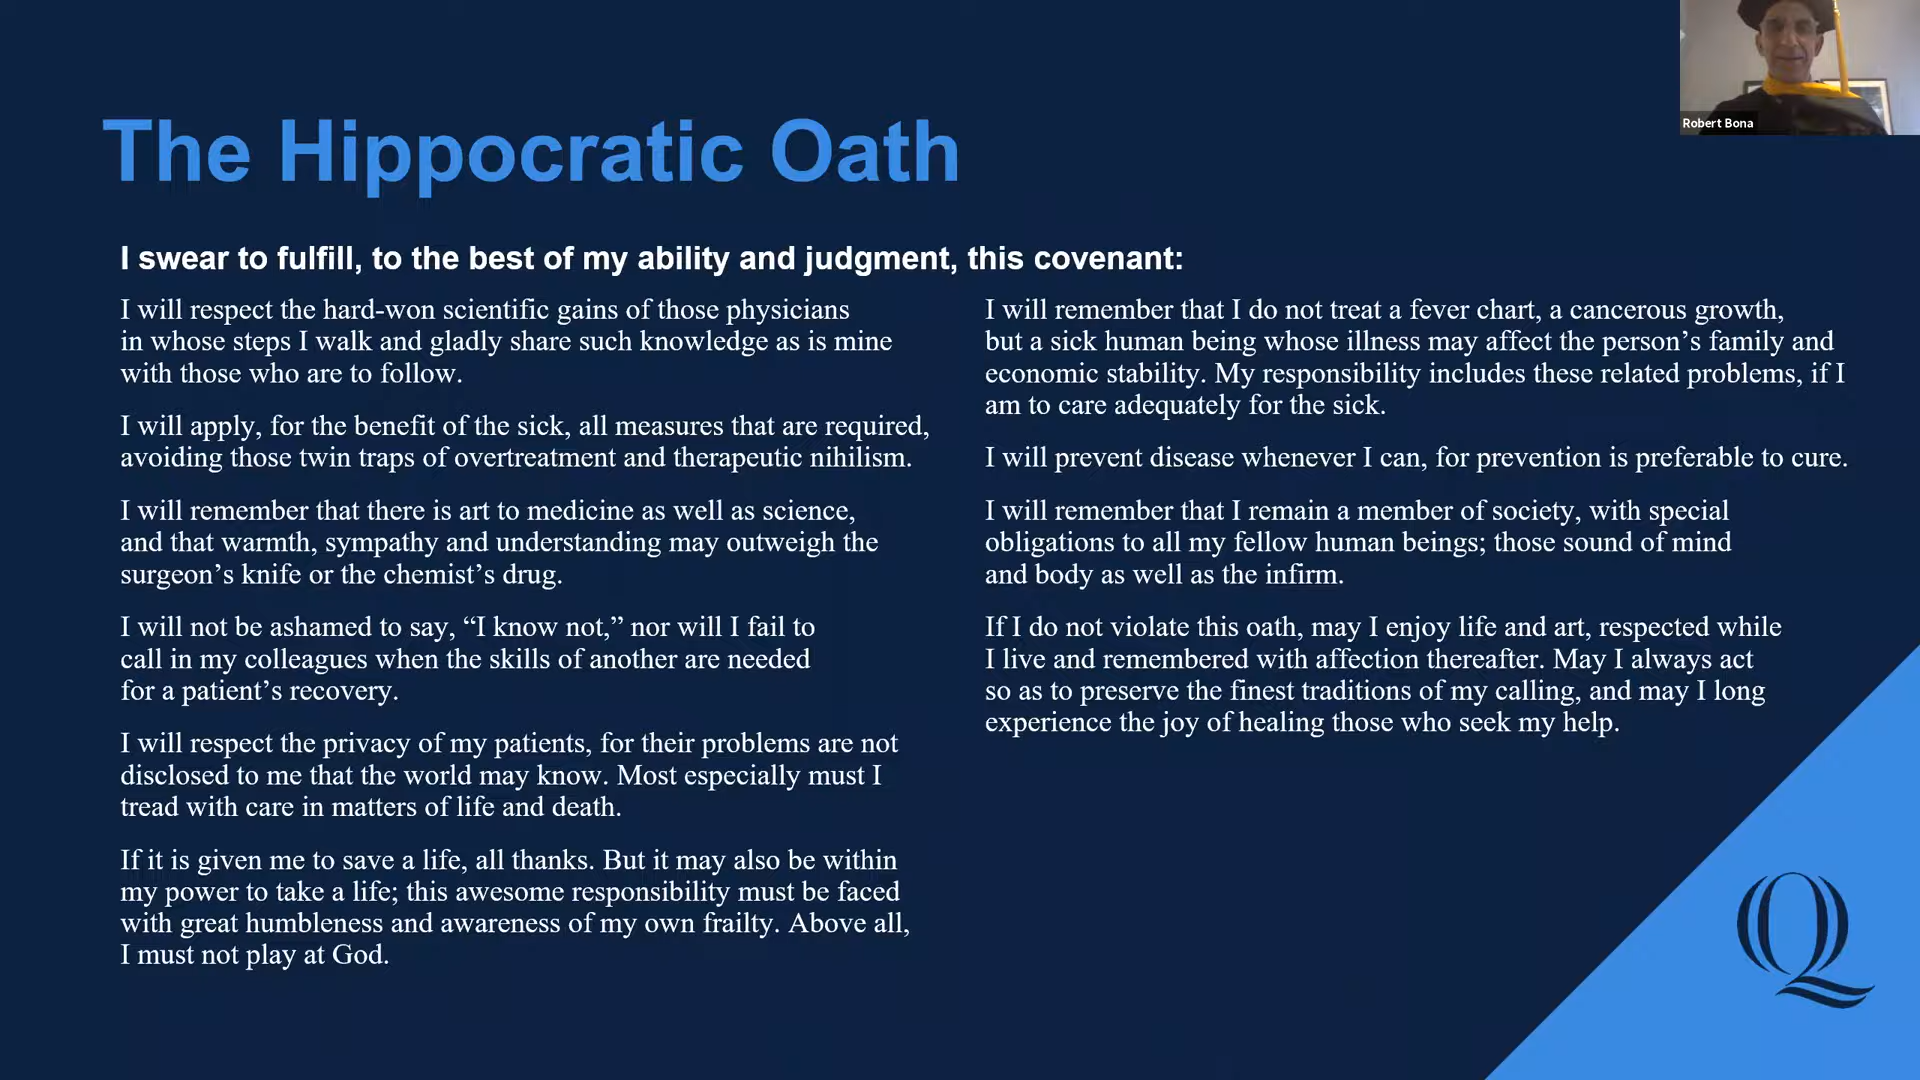 The Hippocratic Oath
I swear to fulfill, to the best of my ability and judgment, this covenant:
I will respect the hard-won scientific gains of those physicians
in whose steps I walk and gladly share such knowledge as is mine
with those who are to follow.
I will apply, for the benefit of the sick, all measures that are required,
avoiding those twin traps of overtreatment and therapeutic nihilism.
I will remember that there is art to medicine as well as science,
and that warmth, sympathy and understanding may outweigh the
surgeon’s knife or the chemist’s drug.
I will not be ashamed to say, “I know not,” nor will I fail to
call in my colleagues when the skills of another are needed
for a patient’s recovery.
I will respect the privacy of my patients, for their problems are not
disclosed to me that the world may know. Most especially must I
tread with care in matters of life and death.
If it is given me to save a life, all thanks. But it may also be within
my power to take a life; this awesome responsibility must be faced
with great humbleness and awareness of my own frailty. Above all,
I must not play at God.
I will remember that I do not treat a fever chart, a cancerous growth,
but a sick human being whose illness may affect the person’s family and
economic stability. My responsibility includes these related problems, if I
am to care adequately for the sick.
I will prevent disease whenever I can, for prevention is preferable to cure.
I will remember that I remain a member of society, with special
obligations to all my fellow human beings; those sound of mind
and body as well as the infirm.
If I do not violate this oath, may I enjoy life and art, respected while
I live and remembered with affection thereafter. May I always act
so as to preserve the finest traditions of my calling, and may I long
experience the joy of healing those who seek my help.
Robert Bona
Q